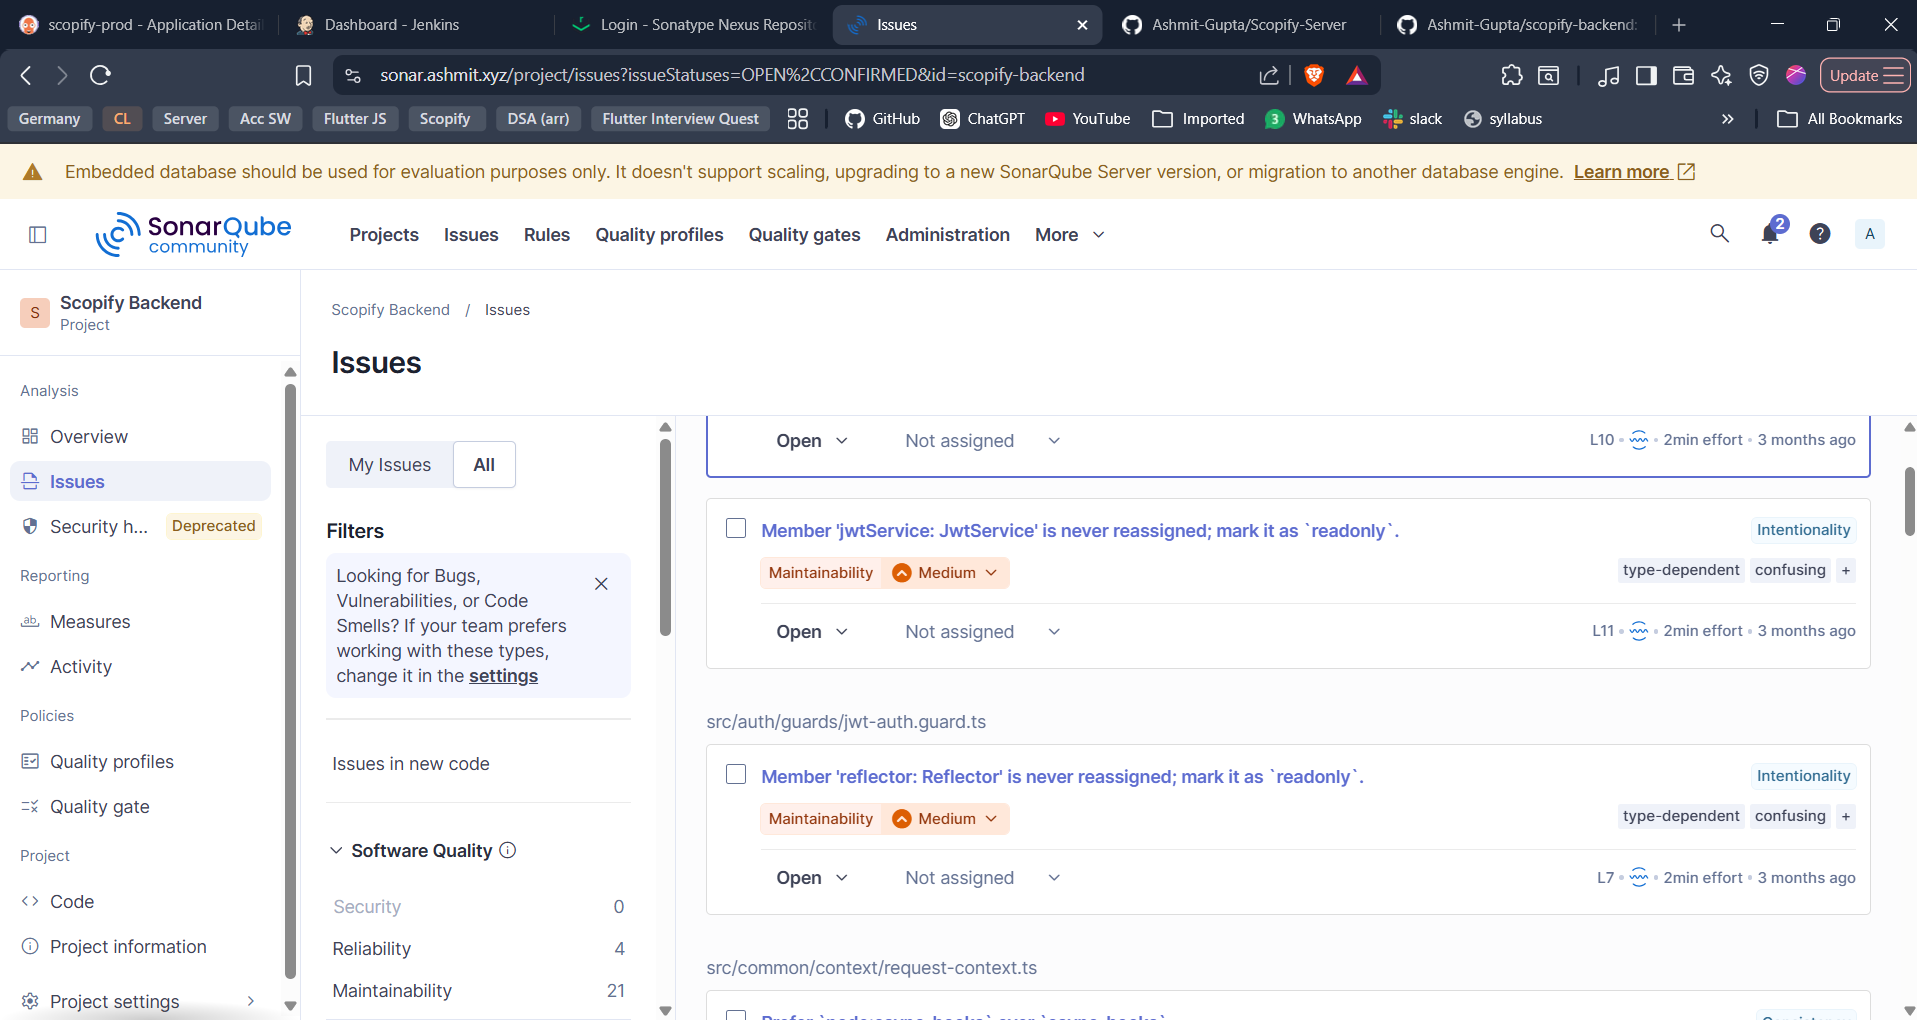 scopify-prod - Application Detail
Dashboard - Jenkins
Login - Sonatype Nexus Reposito
Issues
Ashmit-Gupta/Scopify-Server
Ashmit-Gupta/scopify-backend:
sonar.ashmit.xyz/project/issues?issueStatuses=OPEN%2CCONFIRMED&id=scopify-backend
Update
Germany
CL
Server
Acc SW
Flutter JS
Scopify
DSA (arr)
Flutter Interview Quest
GitHub
ChatGPT
YouTube
Imported
3 WhatsApp
slack
syllabus
»
All Bookmarks
Embedded database should be used for evaluation purposes only. It doesn't support scaling, upgrading to a new SonarQube Server version, or migration to another database engine. Learn more
SonarQube
community
Projects
Issues
Rules
Quality profiles
Quality gates
Administration
More
2
?
A
S
Scopify Backend
Project
Analysis
Overview
Issues
Security h... Deprecated
Reporting
Measures
Activity
Policies
Quality profiles
Quality gate
Project
Code
Project information
Project settings
Scopify Backend / Issues
Issues
My Issues
All
Filters
Looking for Bugs,
Vulnerabilities, or Code
Smells? If your team prefers
working with these types,
change it in the settings
Issues in new code
Software Quality
Security 0
Reliability 4
Maintainability 21
Open Not assigned L10 • 2min effort • 3 months ago
Member 'jwtService: JwtService' is never reassigned; mark it as `readonly`. Intentionality
Maintainability Medium type-dependent confusing +
Open Not assigned L11 • 2min effort • 3 months ago
src/auth/guards/jwt-auth.guard.ts
Member 'reflector: Reflector' is never reassigned; mark it as `readonly`. Intentionality
Maintainability Medium type-dependent confusing +
Open Not assigned L7 • 2min effort • 3 months ago
src/common/context/request-context.ts
Prefer `node:async_hooks` over `async_hooks`.